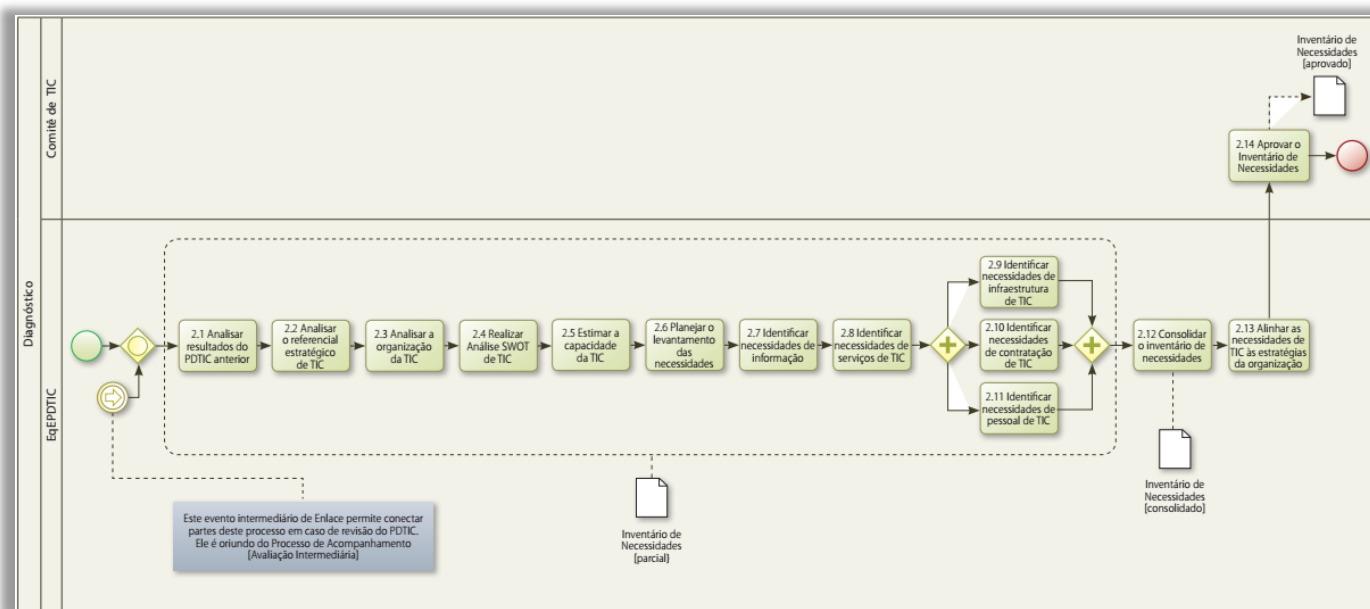 Diagnóstico
Comitê de TIC
EqEPDTIC
Inventário de
Necessidades
[aprovado]
2.14 Aprovar o
Inventário de
Necessidades
2.1 Analisar
resultados do
PDTIC anterior
2.2 Analisar
o referencial
estratégico
de TIC
2.3 Analisar a
organização
da TIC
2.4 Realizar
Análise SWOT
de TIC
2.5 Estimar a
capacidade
da TIC
2.6 Planejar o
levantamento
das
necessidades
2.7 Identificar
necessidades de
informação
2.8 Identificar
necessidades de
serviços de TIC
2.9 Identificar
necessidades de
infraestrutura
de TIC
2.10 Identificar
necessidades
de contratação
de TIC
2.11 Identificar
necessidades de
pessoal de TIC
2.12 Consolidar
o inventário de
necessidades
2.13 Alinhar as
necessidades de
TIC às estratégias
da organização
Inventário de
Necessidades
[consolidado]
Inventário de
Necessidades
[parcial}
Este evento intermediário de Enlace permite conectar
partes deste processo em caso de revisão do PDTIC.
Ele é oriundo do Processo de Acompanhamento
[Avaliação Intermediária]